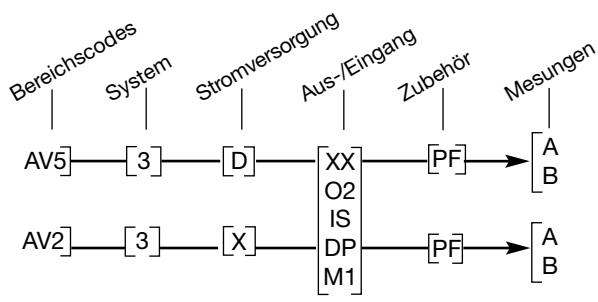 Bereichscodes System Stromversorgung Aus-/Eingang Zubehör Mesungen
AV5] [3] [D] [XX [PF] [A
O2 B
IS
AV2] [3] [X] DP [PF] [A
M1 B